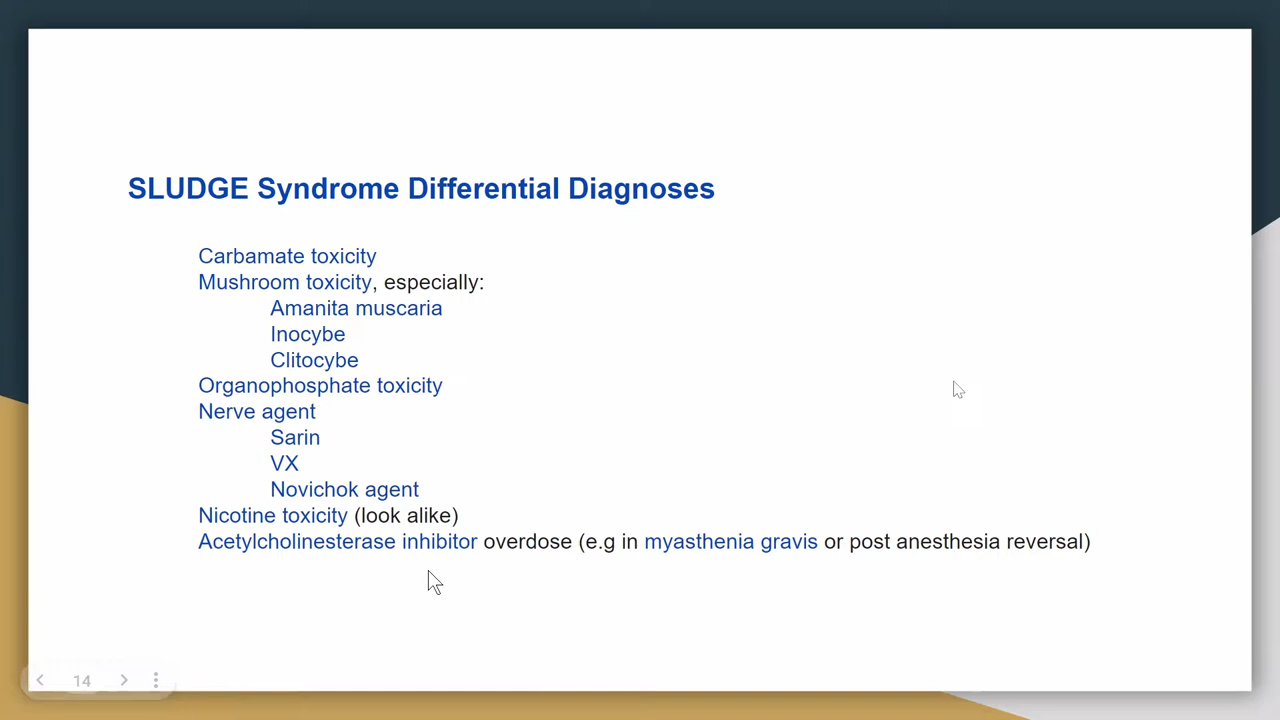 SLUDGE Syndrome Differential Diagnoses
Carbamate toxicity
Mushroom toxicity, especially:
Amanita muscaria
Inocybe
Clitocybe
Organophosphate toxicity
Nerve agent
Sarin
VX
Novichok agent
Nicotine toxicity (look alike)
Acetylcholinesterase inhibitor overdose (e.g in myasthenia gravis or post anesthesia reversal)
14